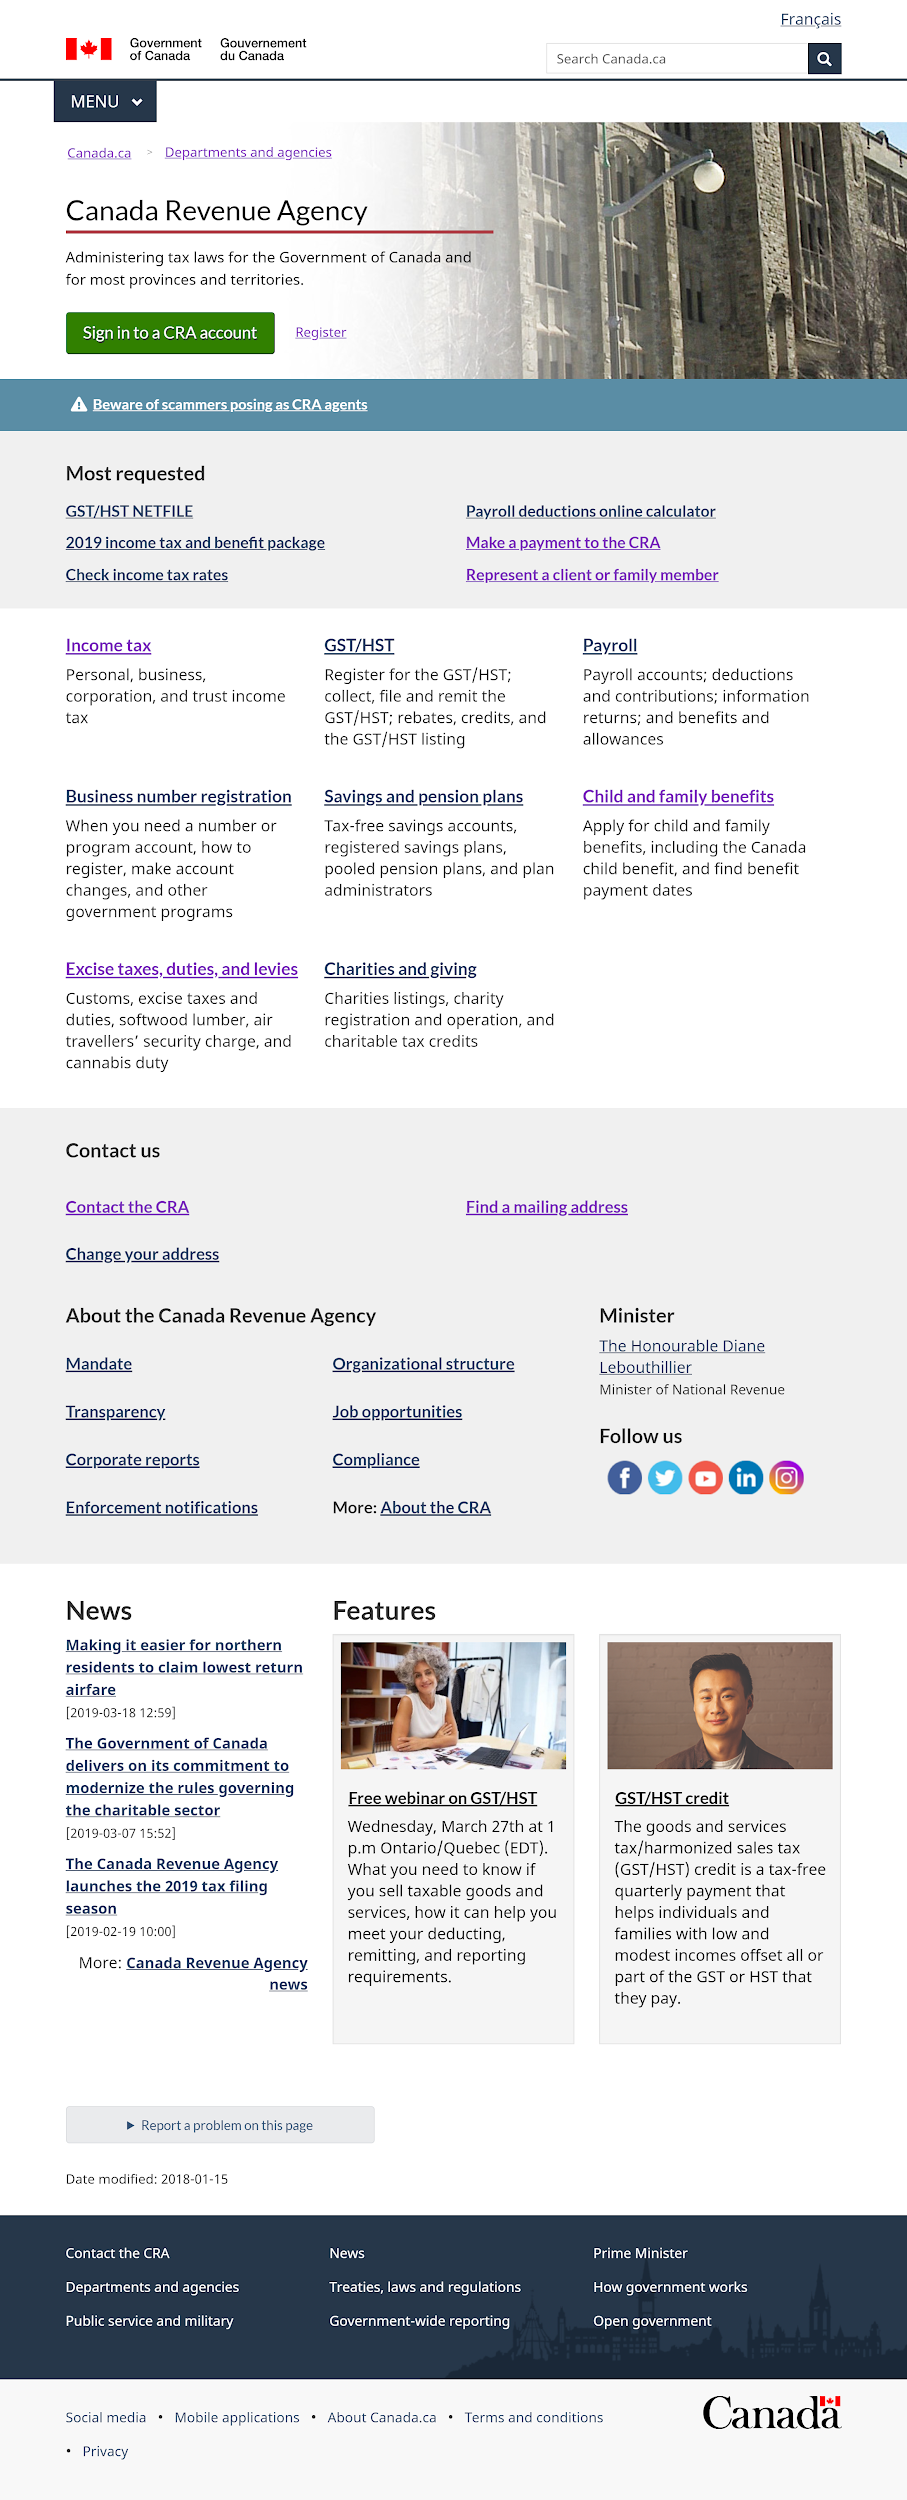 Français
Government
of Canada
Gouvernement
du Canada
Search Canada.ca
MENU
Canada.ca > Departments and agencies
Canada Revenue Agency
Administering tax laws for the Government of Canada and
for most provinces and territories.
Sign in to a CRA account
Register
Beware of scammers posing as CRA agents
Most requested
GST/HST NETFILE
Payroll deductions online calculator
2019 income tax and benefit package
Make a payment to the CRA
Check income tax rates
Represent a client or family member
Income tax
Personal, business,
corporation, and trust income
tax
GST/HST
Register for the GST/HST;
collect, file and remit the
GST/HST; rebates, credits, and
the GST/HST listing
Payroll
Payroll accounts; deductions
and contributions; information
returns; and benefits and
allowances
Business number registration
When you need a number or
program account, how to
register, make account
changes, and other
government programs
Savings and pension plans
Tax-free savings accounts,
registered savings plans,
pooled pension plans, and plan
administrators
Child and family benefits
Apply for child and family
benefits, including the Canada
child benefit, and find benefit
payment dates
Excise taxes, duties, and levies
Customs, excise taxes and
duties, softwood lumber, air
travellers’ security charge, and
cannabis duty
Charities and giving
Charities listings, charity
registration and operation, and
charitable tax credits
Contact us
Contact the CRA
Find a mailing address
Change your address
About the Canada Revenue Agency
Mandate
Organizational structure
Transparency
Job opportunities
Corporate reports
Compliance
Enforcement notifications
More: About the CRA
Minister
The Honourable Diane
Lebouthillier
Minister of National Revenue
Follow us
News
Making it easier for northern
residents to claim lowest return
airfare
[2019-03-18 12:59]
The Government of Canada
delivers on its commitment to
modernize the rules governing
the charitable sector
[2019-03-07 15:52]
The Canada Revenue Agency
launches the 2019 tax filing
season
[2019-02-19 10:00]
More: Canada Revenue Agency
news
Features
Free webinar on GST/HST
Wednesday, March 27th at 1
p.m Ontario/Quebec (EDT).
What you need to know if
you sell taxable goods and
services, how it can help you
meet your deducting,
remitting, and reporting
requirements.
GST/HST credit
The goods and services
tax/harmonized sales tax
(GST/HST) credit is a tax-free
quarterly payment that
helps individuals and
families with low and
modest incomes offset all or
part of the GST or HST that
they pay.
Report a problem on this page
Date modified: 2018-01-15
Contact the CRA
News
Prime Minister
Departments and agencies
Treaties, laws and regulations
How government works
Public service and military
Government-wide reporting
Open government
Social media • Mobile applications • About Canada.ca • Terms and conditions
• Privacy
Canada